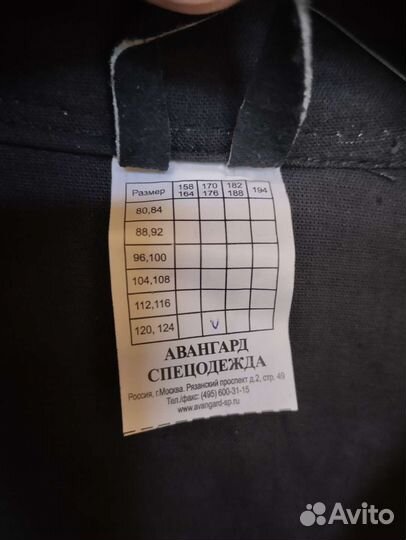 Размер 158 170 182 194
164 176 188
80,84
88,92
96,100
104,108
112,116
120, 124 V
АВАНГАРД
СПЕЦОДЕЖДА
Россия, г.Москва. Рязанский проспект д.2, стр. 49
Тел./факс: (495) 600-31-15
www.avangard-sp.ru
Avito